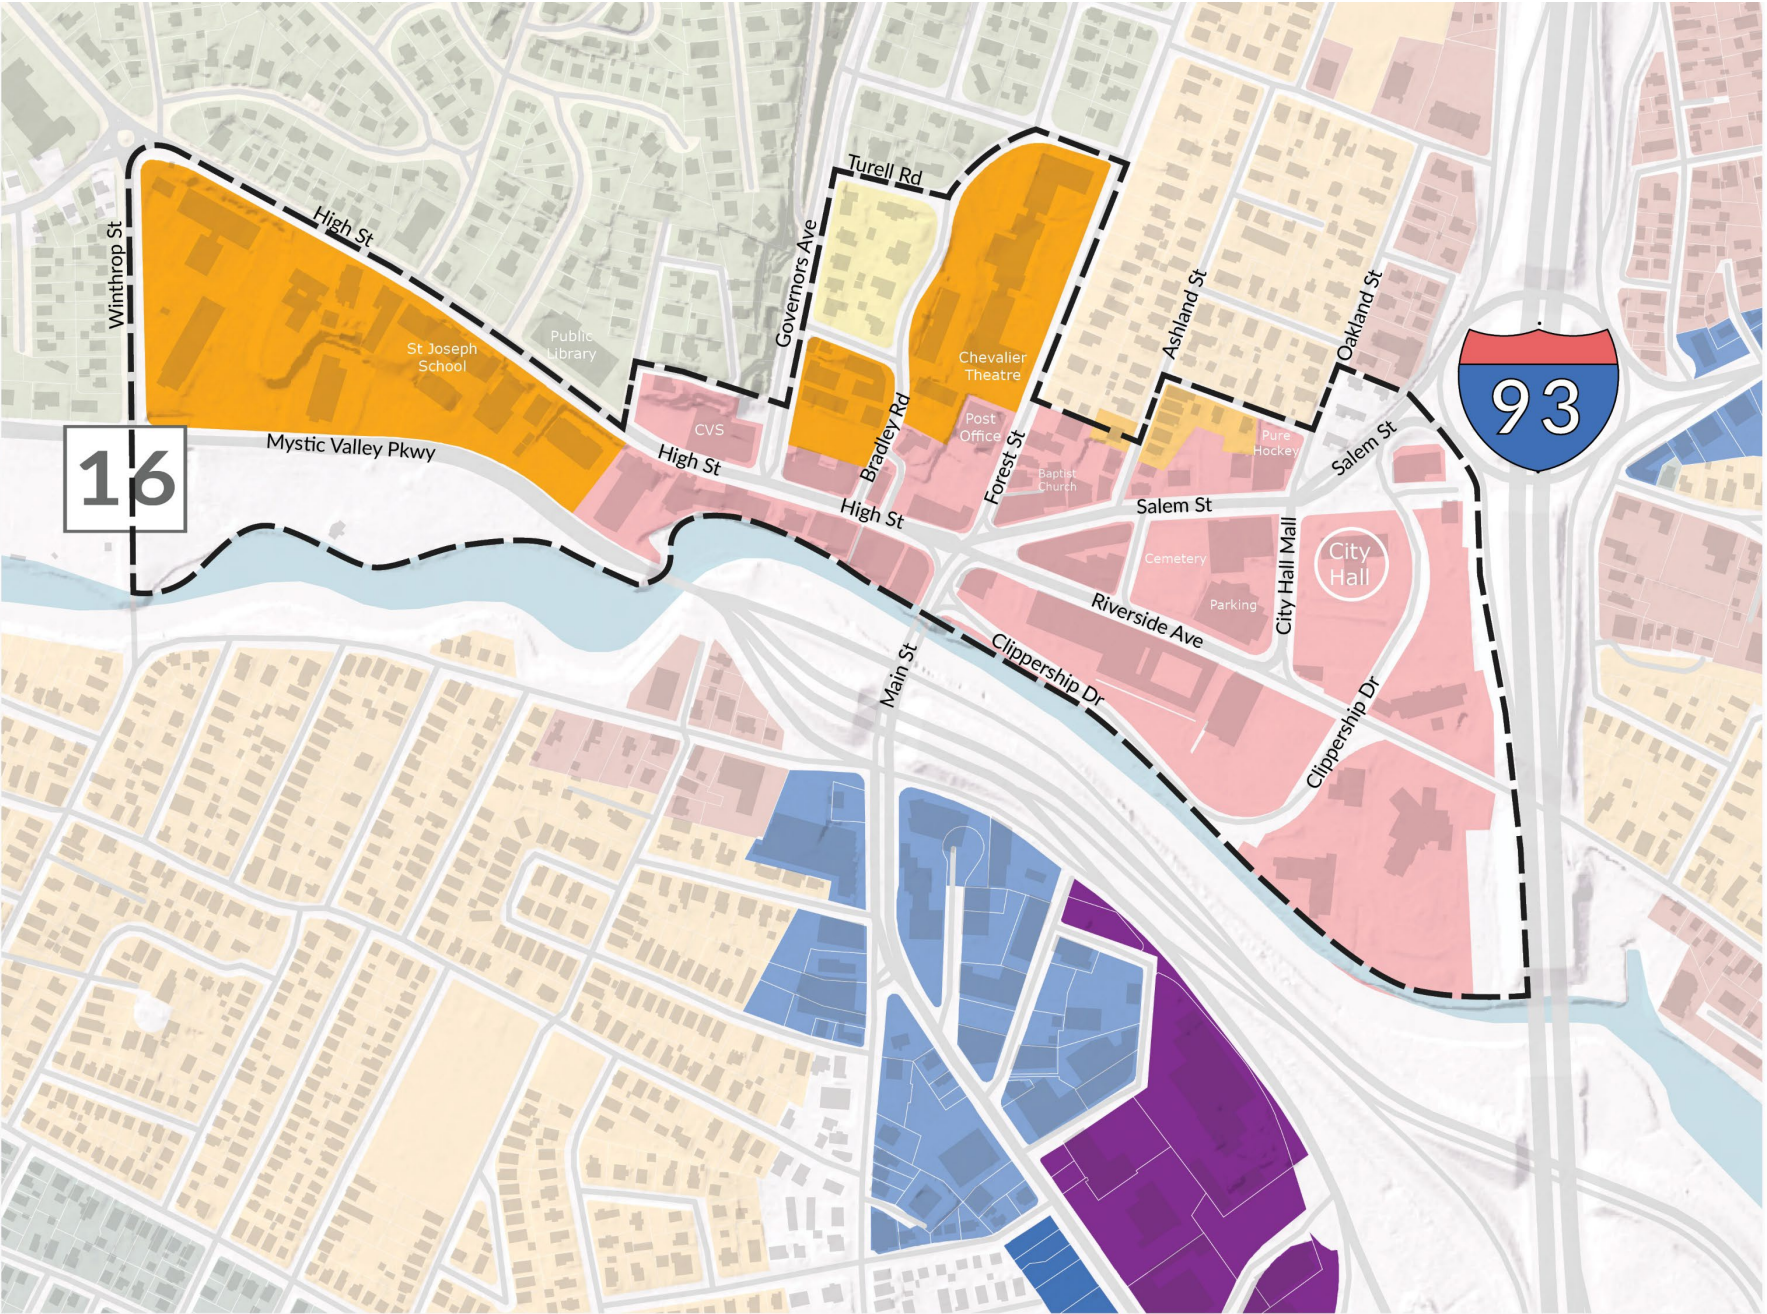 Turell Rd
High St
Winthrop St
Governors Ave
Ashland St
Oakland St
Public
Library
St Joseph
School
Chevalier
Theatre
93
CVS
Bradley Rd
Post
Office
Forest St
Pure
Hockey
Salem St
Mystic Valley Pkwy
High St
16
Baptist
Church
High St
Salem St
City Hall Mall
City
Hall
Cemetery
Parking
Riverside Ave
Main St
Clippership Dr
Clippership Dr